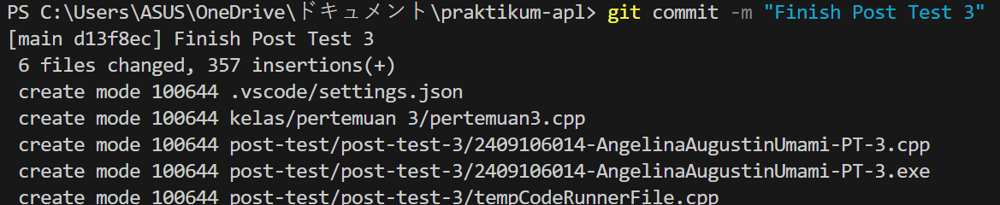 PS C:\Users\ASUS\OneDrive\ドキュメント\praktikum-apl> git commit -m "Finish Post Test 3"
[main d13f8ec] Finish Post Test 3
 6 files changed, 357 insertions(+)
 create mode 100644 .vscode/settings.json
 create mode 100644 kelas/pertemuan 3/pertemuan3.cpp
 create mode 100644 post-test/post-test-3/2409106014-AngelinaAugustinUmami-PT-3.cpp
 create mode 100644 post-test/post-test-3/2409106014-AngelinaAugustinUmami-PT-3.exe
 create mode 100644 post-test/post-test-3/tempCodeRunnerFile.cpp